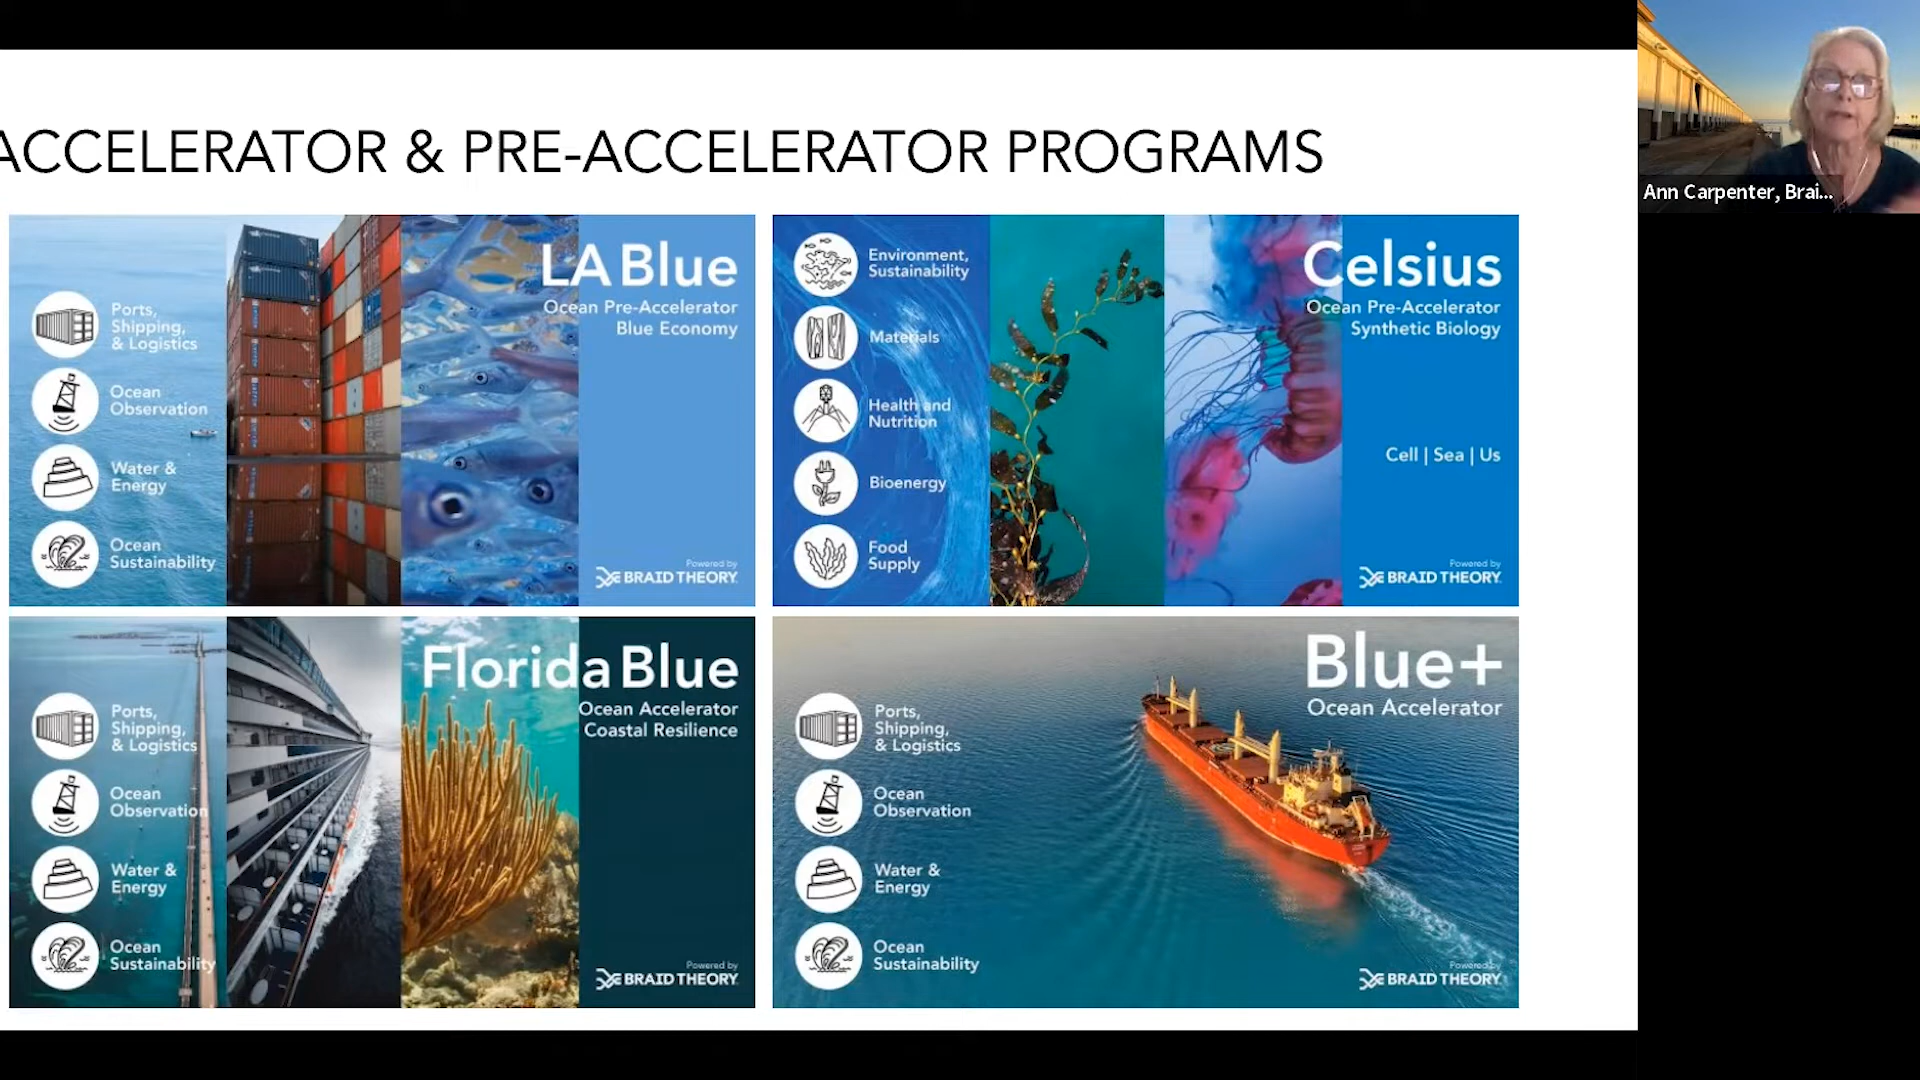 ACCELERATOR & PRE-ACCELERATOR PROGRAMS
Ann Carpenter, Brai...
LA Blue
Ocean Pre-Accelerator
Blue Economy
Ports,
Shipping,
& Logistics
Ocean
Observation
Water &
Energy
Ocean
Sustainability
Powered by
BRAID THEORY
Celsius
Ocean Pre-Accelerator
Synthetic Biology
Environment,
Sustainability
Materials
Health and
Nutrition
Bioenergy
Food
Supply
Cell | Sea | Us
Powered by
BRAID THEORY
Florida Blue
Ocean Accelerator
Coastal Resilience
Ports,
Shipping,
& Logistics
Ocean
Observation
Water &
Energy
Ocean
Sustainability
Powered by
BRAID THEORY
Blue+
Ocean Accelerator
Ports,
Shipping,
& Logistics
Ocean
Observation
Water &
Energy
Ocean
Sustainability
Powered by
BRAID THEORY